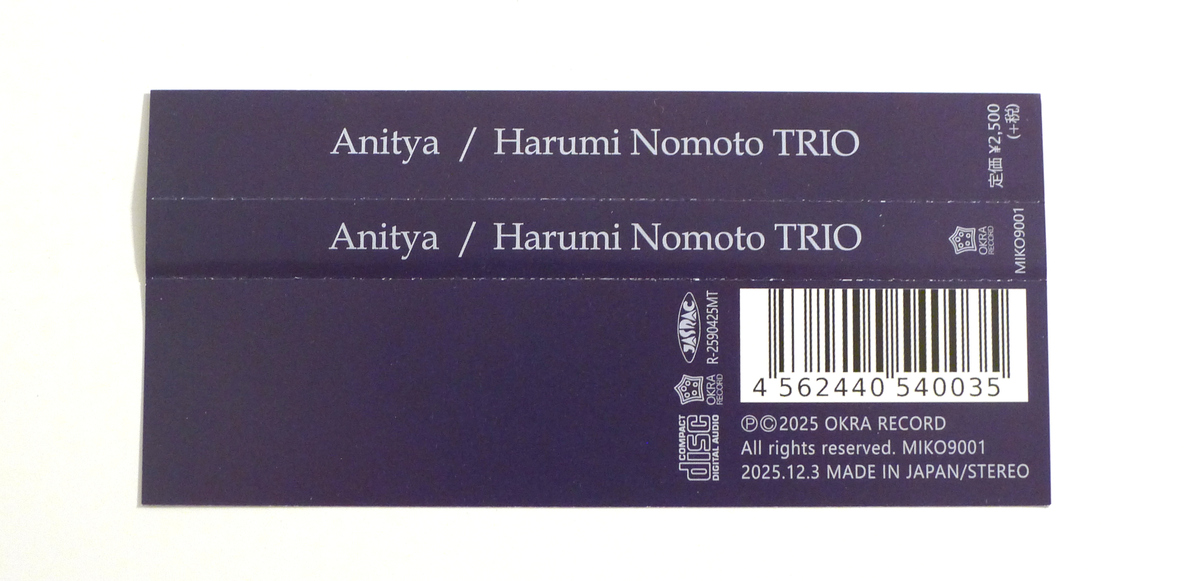 Anitya / Harumi Nomoto TRIO
定価 ¥2,500
(+税)
Anitya / Harumi Nomoto TRIO
OKRA
RECORD
MIKO9001
JASRAC
R-2590425MT
OKRA
RECORD
COMPACT
disc
DIGITAL AUDIO
4 562440 540035
ⓅⒸ2025 OKRA RECORD
All rights reserved. MIKO9001
2025.12.3 MADE IN JAPAN/STEREO